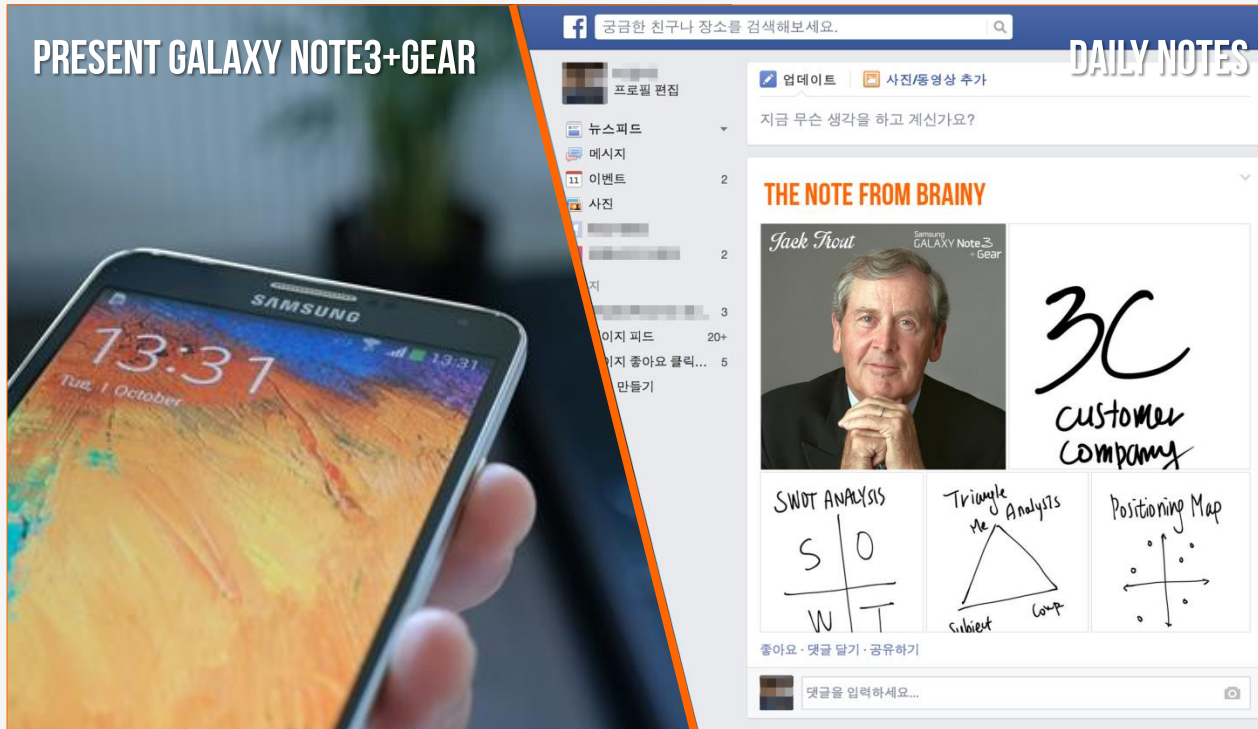 PRESENT GALAXY NOTE3+GEAR
SAMSUNG
13:31
13:31
Tue, 1 October
궁금한 친구나 장소를 검색해보세요.
DAILY NOTES
프로필 편집
뉴스피드
메시지
11 이벤트 2
사진
2
지
3
이지 피드 20+
이지 좋아요 클릭... 5
만들기
업데이트 사진/동영상 추가
지금 무슨 생각을 하고 계신가요?
THE NOTE FROM BRAINY
Jack Trout
Samsung
GALAXY Note3
+ Gear
3C
customer
company
SWOT ANALYSIS
S O
W T
Triangle
Analysis
Me
Subject
Comp
Positioning Map
좋아요 · 댓글 달기 · 공유하기
댓글을 입력하세요...